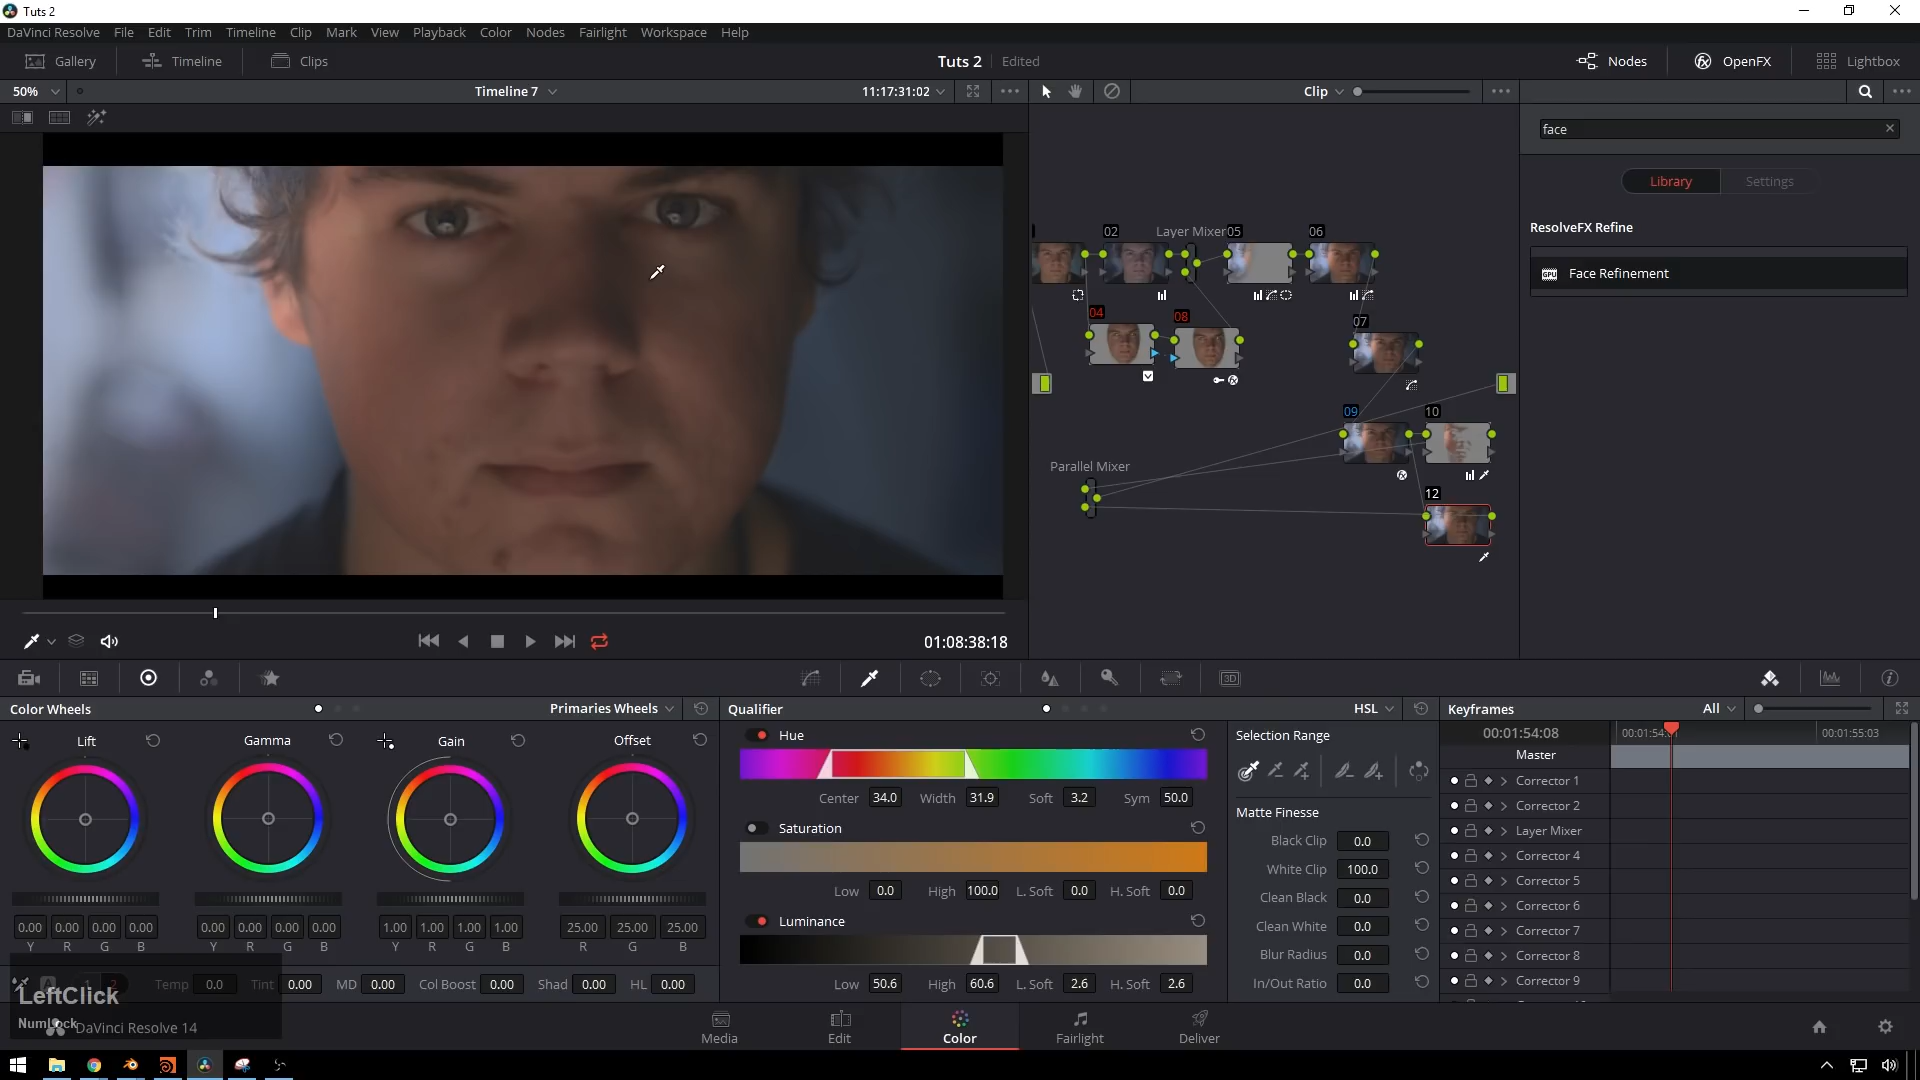 Tuts 2
DaVinci Resolve File Edit Trim Timeline Clip Mark View Playback Color Nodes Fairlight Workspace Help
Gallery Timeline Clips Tuts 2 Edited Nodes OpenFX Lightbox
50% Timeline 7 11:17:31:02 Clip
face
Library Settings
ResolveFX Refine
GPU Face Refinement
02 Layer Mixer 05 06
04 08 07
09 10
Parallel Mixer
12
01:08:38:18
3D
Color Wheels Primaries Wheels
Lift Gamma Gain Offset
0.00 0.00 0.00 0.00 0.00 0.00 0.00 0.00 1.00 1.00 1.00 1.00 25.00 25.00 25.00
Y R G B Y R G B Y R G B R G B
A 1 2 Temp 0.0 Tint 0.00 MD 0.00 Col Boost 0.00 Shad 0.00 HL 0.00
LeftClick
NumLock
DaVinci Resolve 14
Qualifier HSL
Hue
Center 34.0 Width 31.9 Soft 3.2 Sym 50.0
Saturation
Low 0.0 High 100.0 L. Soft 0.0 H. Soft 0.0
Luminance
Low 50.6 High 60.6 L. Soft 2.6 H. Soft 2.6
Selection Range
Matte Finesse
Black Clip 0.0
White Clip 100.0
Clean Black 0.0
Clean White 0.0
Blur Radius 0.0
In/Out Ratio 0.0
Keyframes All
00:01:54:08 00:01:54: 00:01:55:03
Master
Corrector 1
Corrector 2
Layer Mixer
Corrector 4
Corrector 5
Corrector 6
Corrector 7
Corrector 8
Corrector 9
Media Edit Color Fairlight Deliver